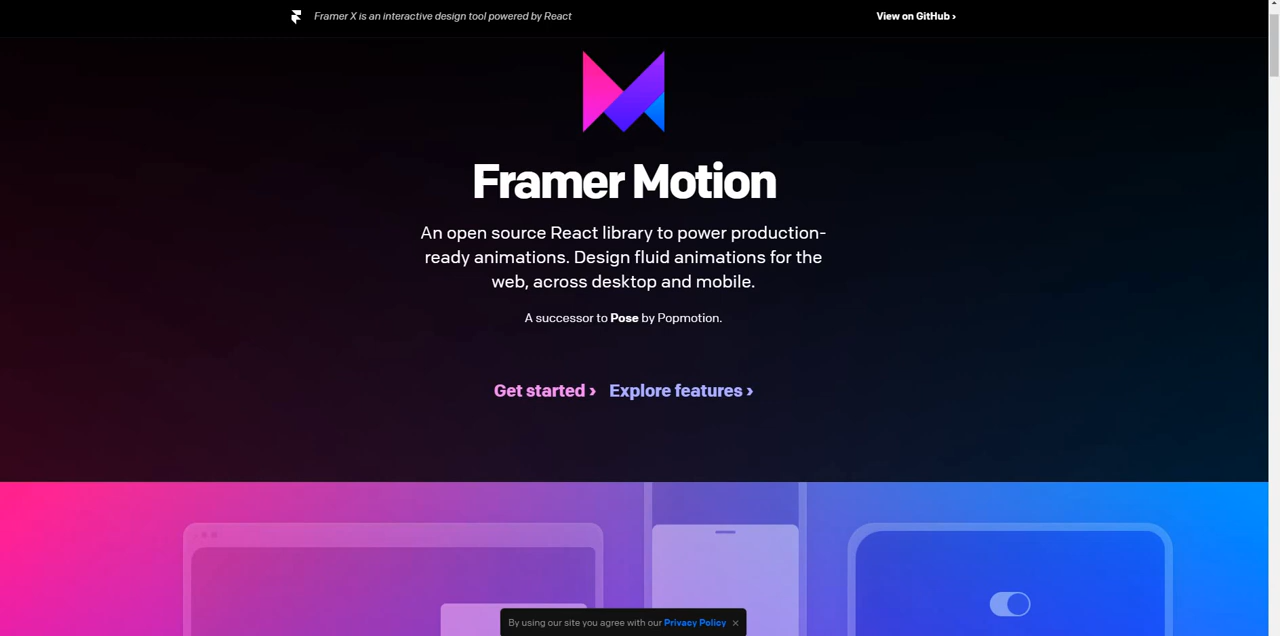 Framer X is an interactive design tool powered by React
View on GitHub ›
Framer Motion
An open source React library to power production-
ready animations. Design fluid animations for the
web, across desktop and mobile.
A successor to Pose by Popmotion.
Get started › Explore features ›
By using our site you agree with our Privacy Policy ×